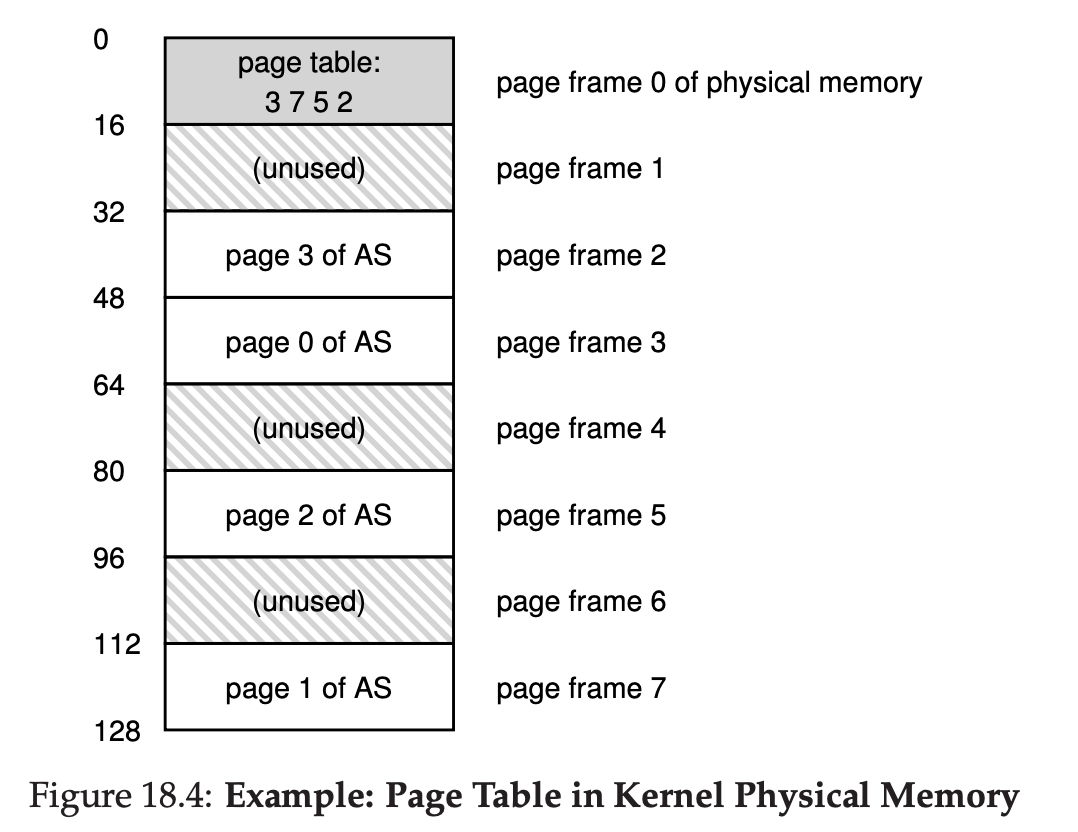 0
page table:
3 7 5 2
page frame 0 of physical memory
16
(unused)
page frame 1
32
page 3 of AS
page frame 2
48
page 0 of AS
page frame 3
64
(unused)
page frame 4
80
page 2 of AS
page frame 5
96
(unused)
page frame 6
112
page 1 of AS
page frame 7
128
Figure 18.4: Example: Page Table in Kernel Physical Memory